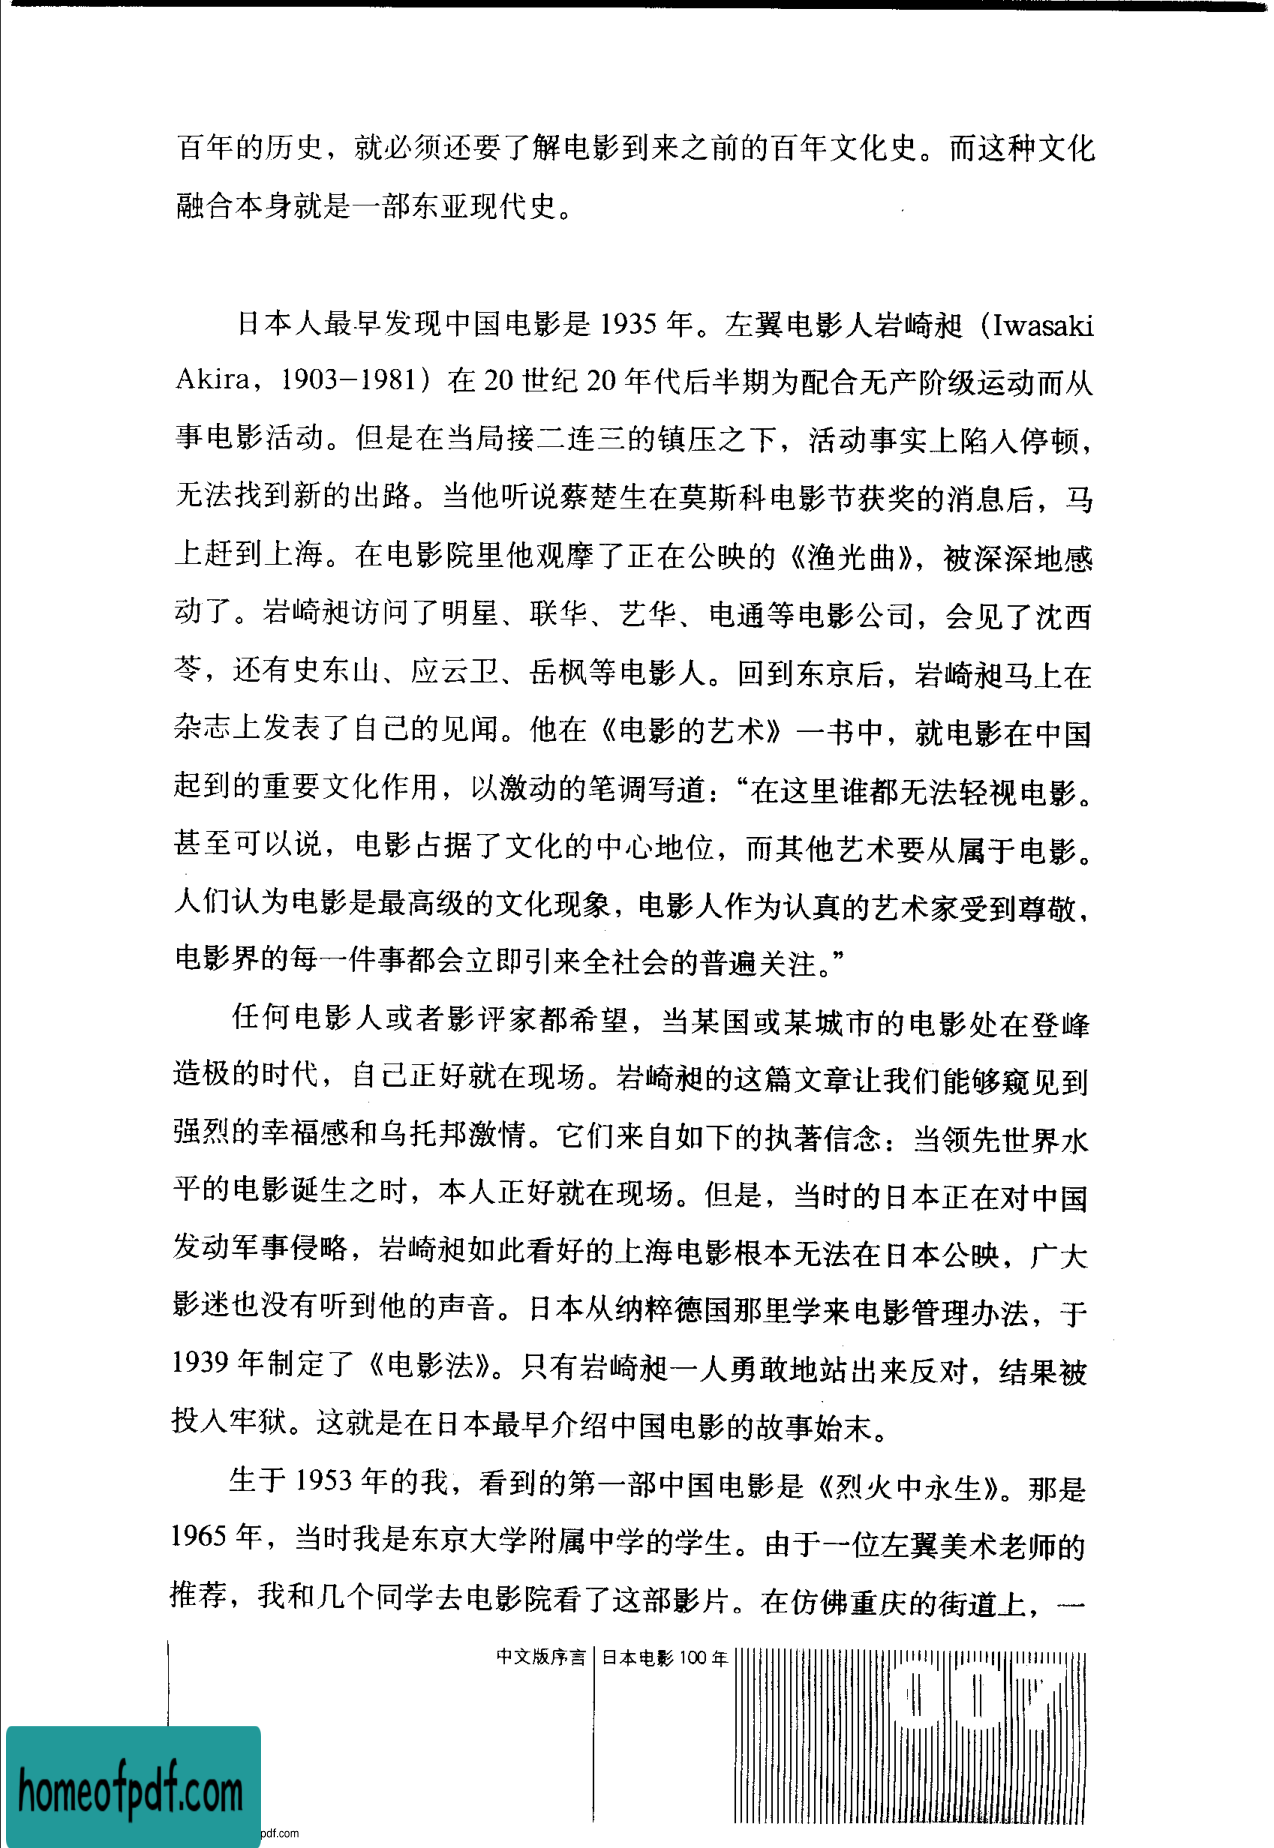 百年的历史，就必须还要了解电影到来之前的百年文化史。而这种文化
融合本身就是一部东亚现代史。
日本人最早发现中国电影是 1935 年。左翼电影人岩崎昶（Iwasaki
Akira，1903–1981）在 20 世纪 20 年代后半期为配合无产阶级运动而从
事电影活动。但是在当局接二连三的镇压之下，活动事实上陷入停顿，
无法找到新的出路。当他听说蔡楚生在莫斯科电影节获奖的消息后，马
上赶到上海。在电影院里他观摩了正在公映的《渔光曲》，被深深地感
动了。岩崎昶访问了明星、联华、艺华、电通等电影公司，会见了沈西
苓，还有史东山、应云卫、岳枫等电影人。回到东京后，岩崎昶马上在
杂志上发表了自己的见闻。他在《电影的艺术》一书中，就电影在中国
起到的重要文化作用，以激动的笔调写道：“在这里谁都无法轻视电影。
甚至可以说，电影占据了文化的中心地位，而其他艺术要从属于电影。
人们认为电影是最高级的文化现象，电影人作为认真的艺术家受到尊敬，
电影界的每一件事都会立即引来全社会的普遍关注。”
任何电影人或者影评家都希望，当某国或某城市的电影处在登峰
造极的时代，自己正好就在现场。岩崎昶的这篇文章让我们能够窥见到
强烈的幸福感和乌托邦激情。它们来自如下的执著信念：当领先世界水
平的电影诞生之时，本人正好就在现场。但是，当时的日本正在对中国
发动军事侵略，岩崎昶如此看好的上海电影根本无法在日本公映，广大
影迷也没有听到他的声音。日本从纳粹德国那里学来电影管理办法，于
1939 年制定了《电影法》。只有岩崎昶一人勇敢地站出来反对，结果被
投入牢狱。这就是在日本最早介绍中国电影的故事始末。
生于 1953 年的我，看到的第一部中国电影是《烈火中永生》。那是
1965 年，当时我是东京大学附属中学的学生。由于一位左翼美术老师的
推荐，我和几个同学去电影院看了这部影片。在仿佛重庆的街道上，一
中文版序言 日本电影 100 年 007
homeofpdf.com
pdf.com